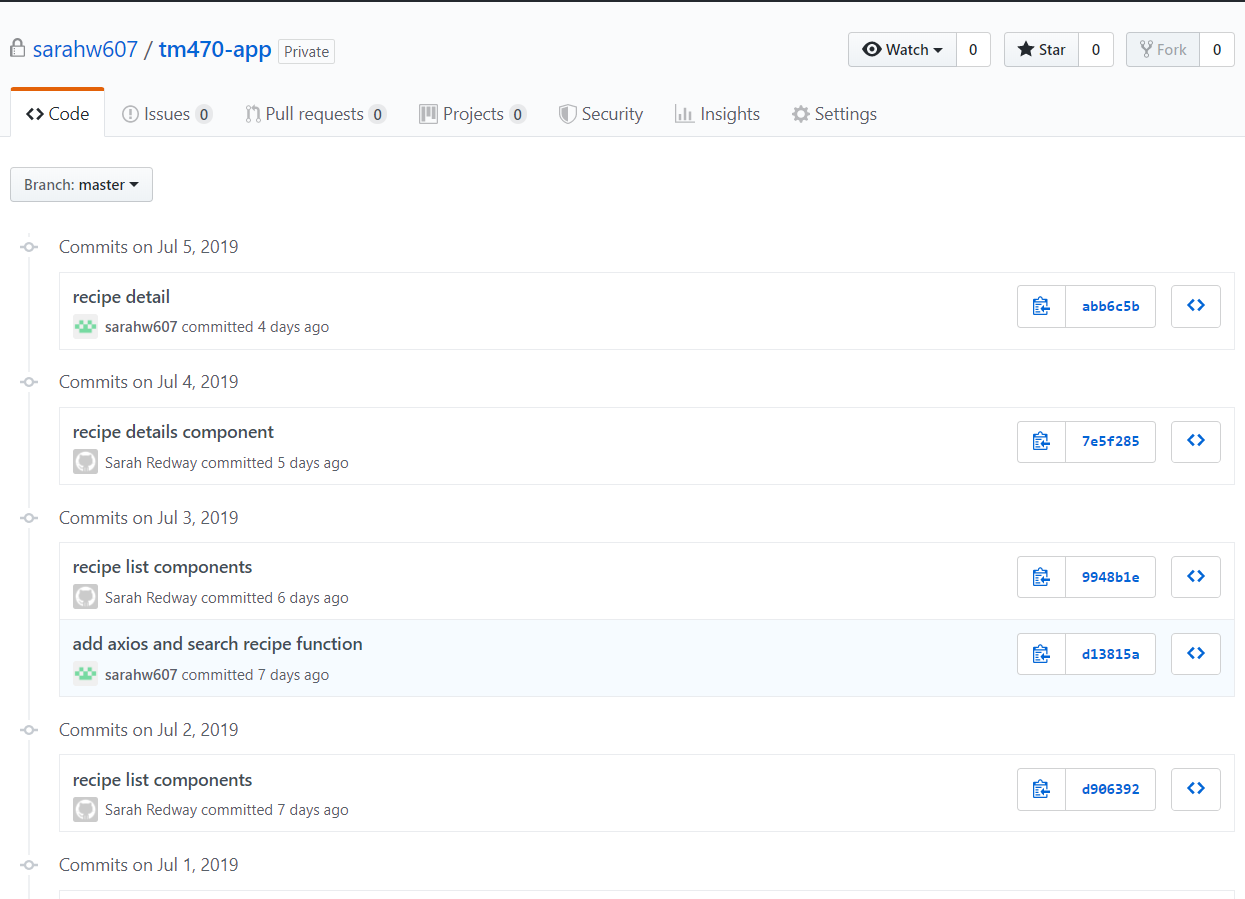 sarahw607 / tm470-app Private Watch 0 Star 0 Fork 0
Code Issues 0 Pull requests 0 Projects 0 Security Insights Settings
Branch: master
Commits on Jul 5, 2019
recipe detail
abb6c5b
sarahw607 committed 4 days ago
Commits on Jul 4, 2019
recipe details component
7e5f285
Sarah Redway committed 5 days ago
Commits on Jul 3, 2019
recipe list components
9948b1e
Sarah Redway committed 6 days ago
add axios and search recipe function
d13815a
sarahw607 committed 7 days ago
Commits on Jul 2, 2019
recipe list components
d906392
Sarah Redway committed 7 days ago
Commits on Jul 1, 2019